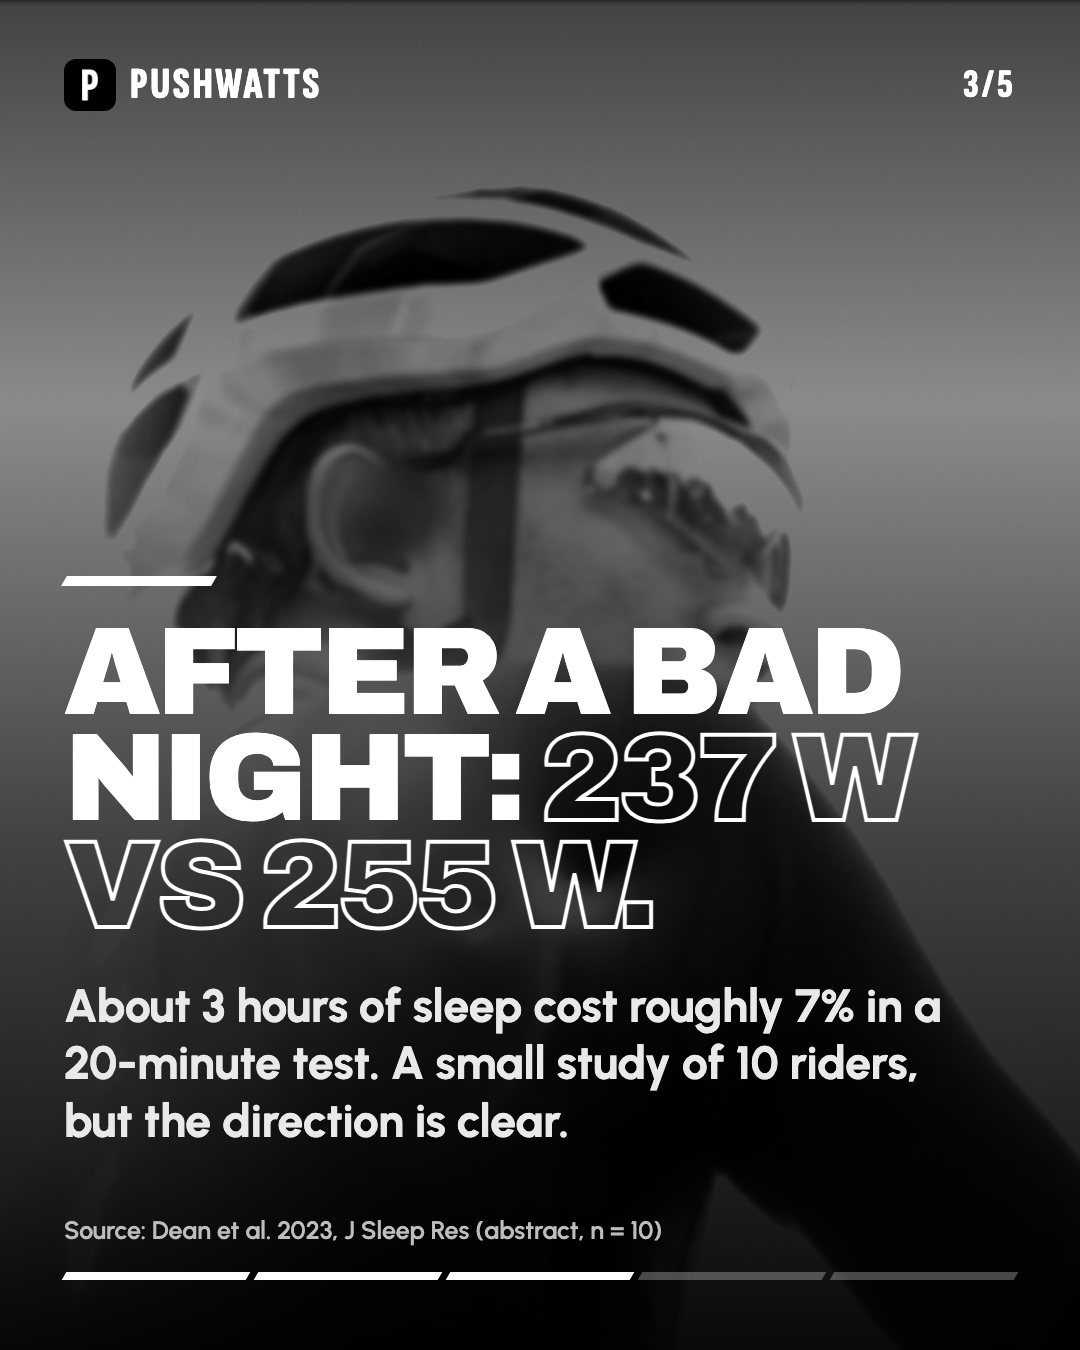 P PUSHWATTS
3/5
AFTER A BAD
NIGHT: 237 W
VS 255 W.
About 3 hours of sleep cost roughly 7% in a
20-minute test. A small study of 10 riders,
but the direction is clear.
Source: Dean et al. 2023, J Sleep Res (abstract, n = 10)